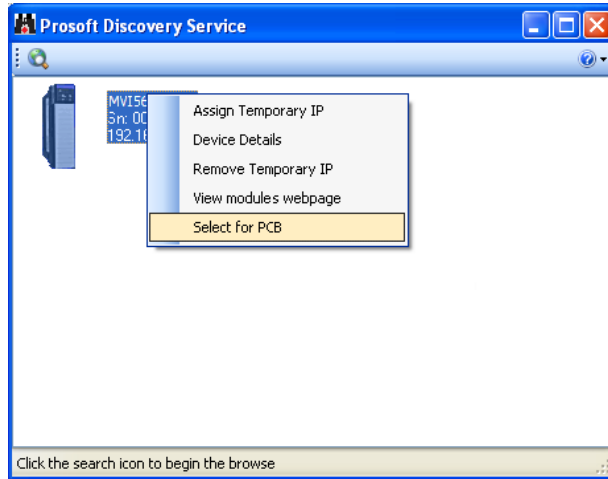 Prosoft Discovery Service
MVI56
Sn: 00
192.16
Assign Temporary IP
Device Details
Remove Temporary IP
View modules webpage
Select for PCB
Click the search icon to begin the browse